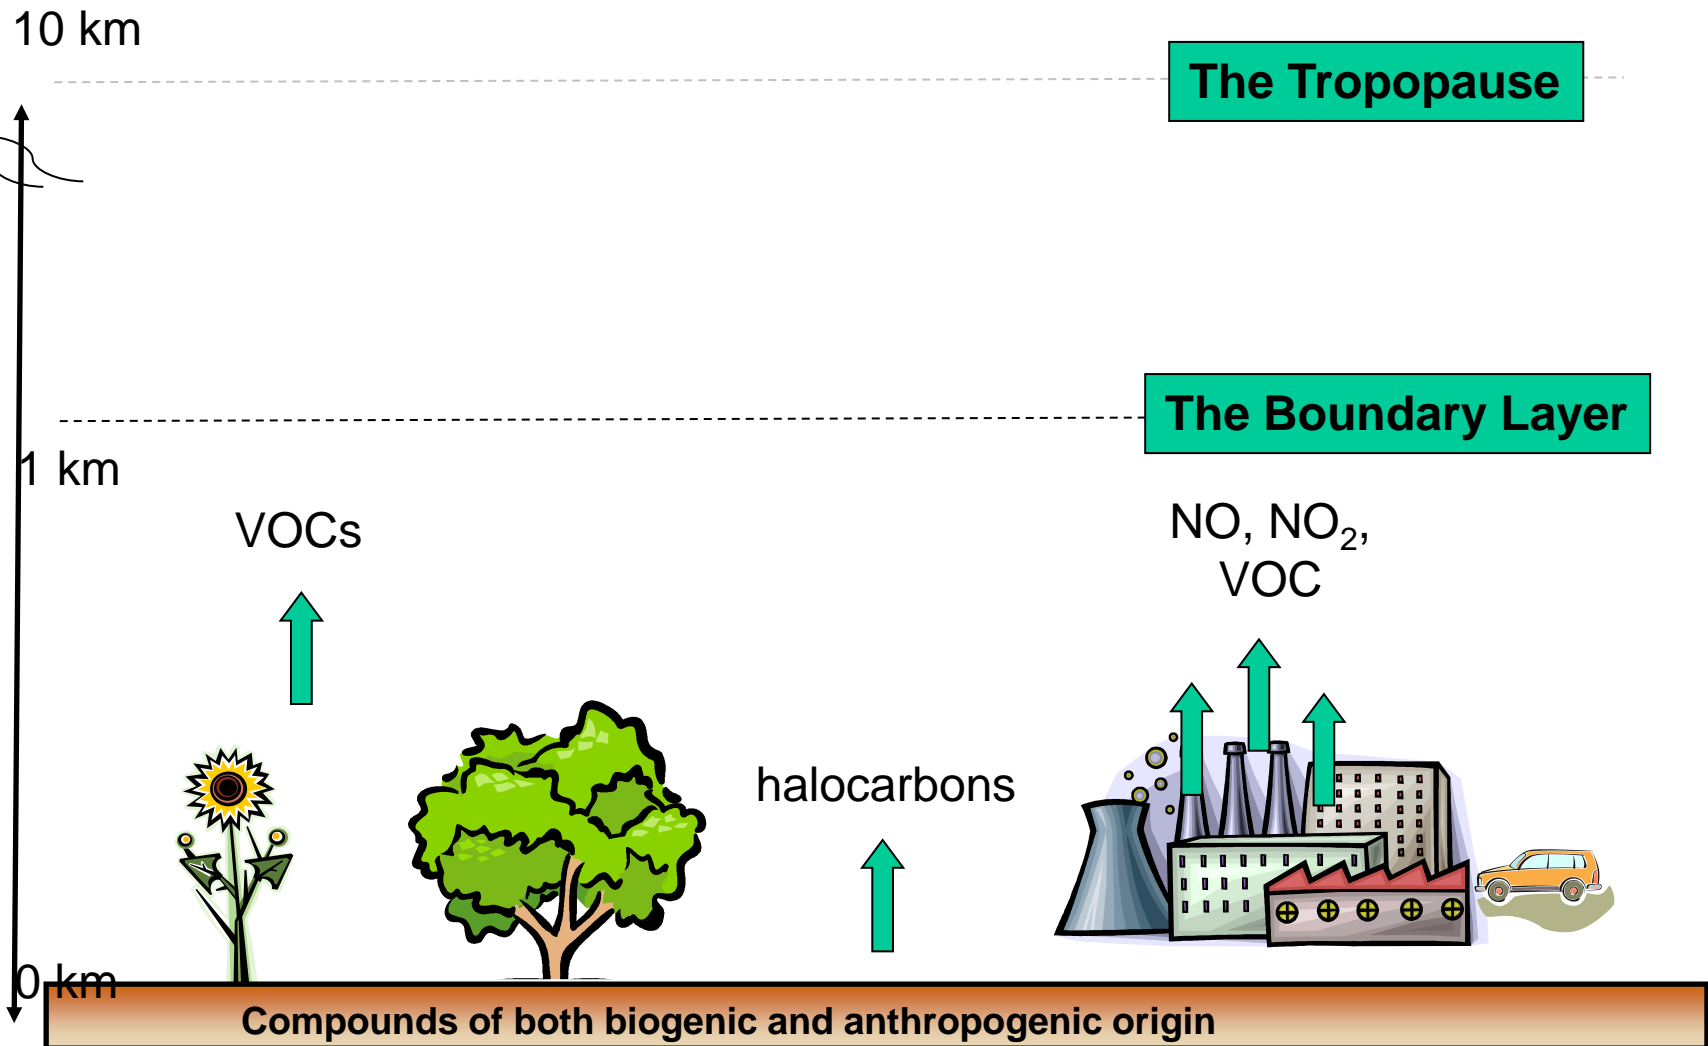 10 km
The Tropopause
The Boundary Layer
1 km
VOCs
NO, NO₂,
VOC
halocarbons
0 km
Compounds of both biogenic and anthropogenic origin